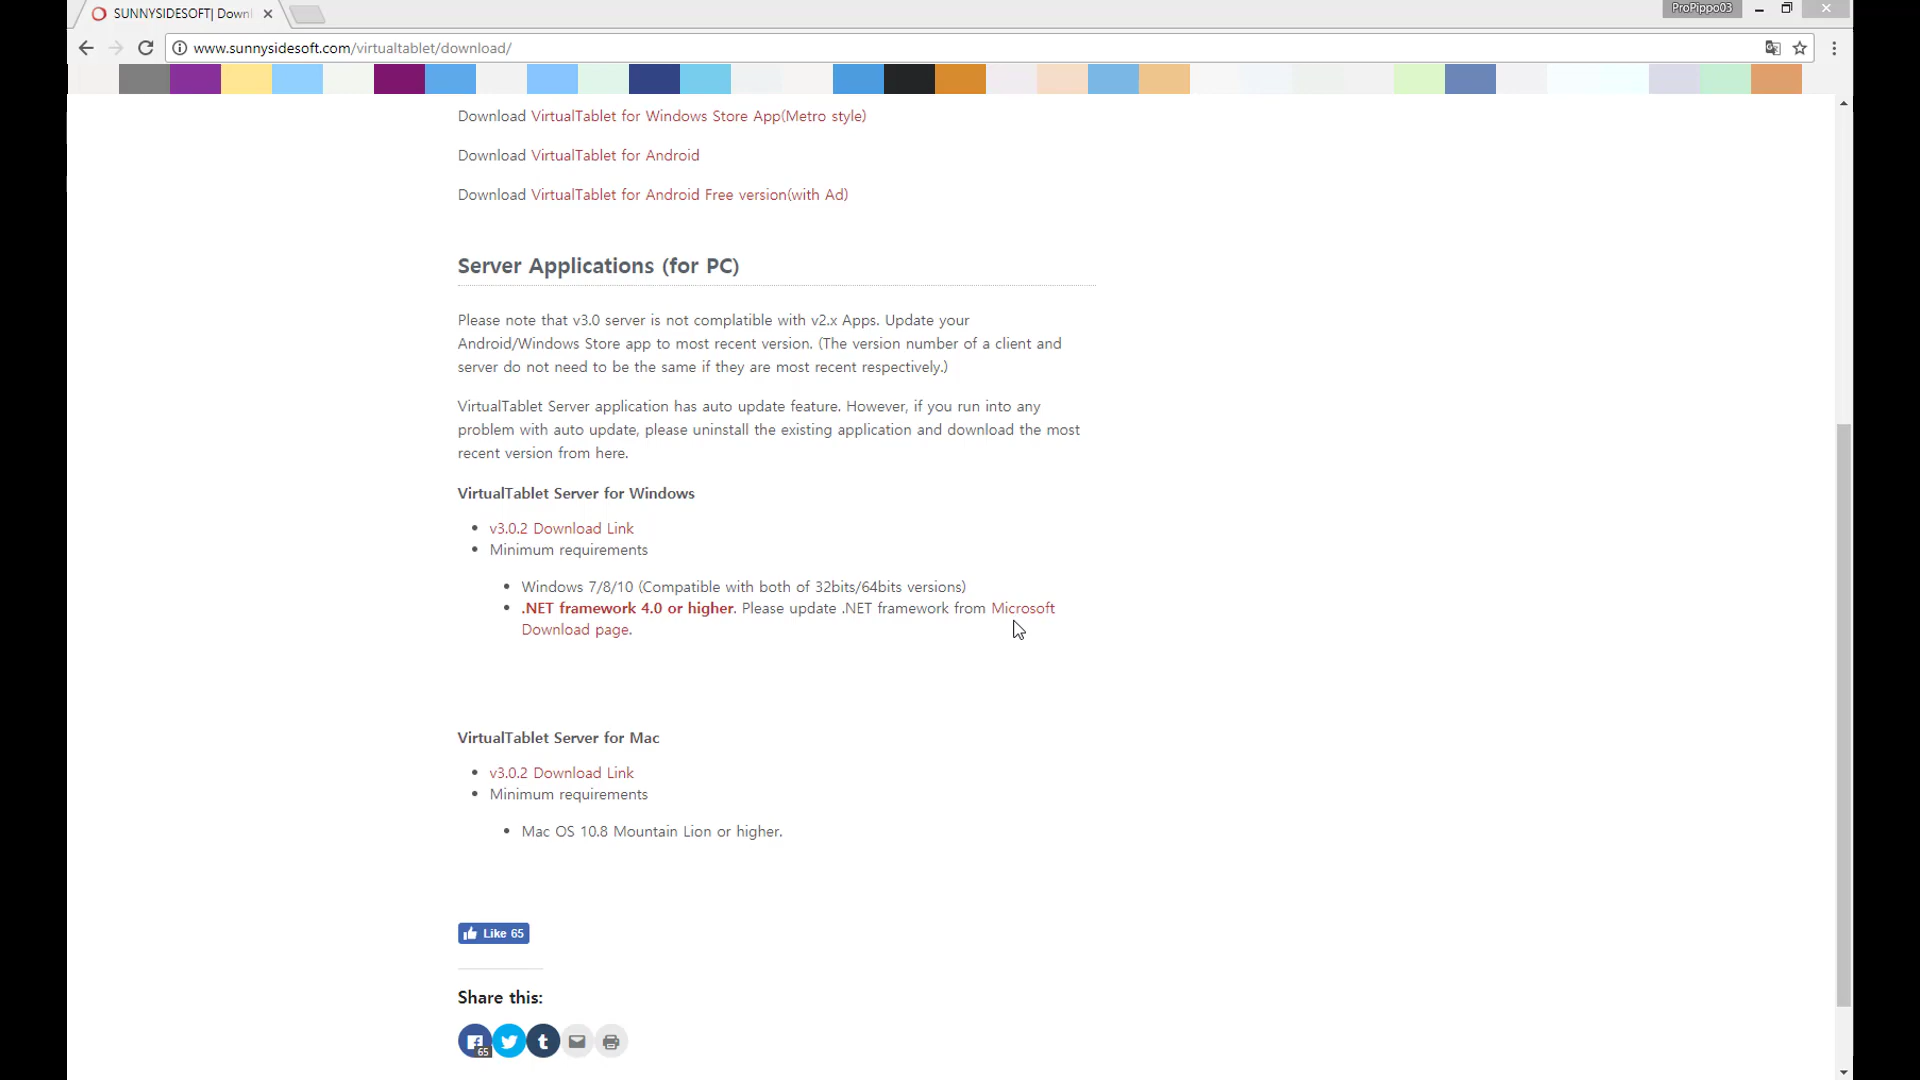 SUNNYSIDESOFT| Downl
ProPippo03
www.sunnysidesoft.com/virtualtablet/download/
Download VirtualTablet for Windows Store App(Metro style)
Download VirtualTablet for Android
Download VirtualTablet for Android Free version(with Ad)
Server Applications (for PC)
Please note that v3.0 server is not complatible with v2.x Apps. Update your
Android/Windows Store app to most recent version. (The version number of a client and
server do not need to be the same if they are most recent respectively.)
VirtualTablet Server application has auto update feature. However, if you run into any
problem with auto update, please uninstall the existing application and download the most
recent version from here.
VirtualTablet Server for Windows
• v3.0.2 Download Link
• Minimum requirements
• Windows 7/8/10 (Compatible with both of 32bits/64bits versions)
• .NET framework 4.0 or higher. Please update .NET framework from Microsoft
Download page.
VirtualTablet Server for Mac
• v3.0.2 Download Link
• Minimum requirements
• Mac OS 10.8 Mountain Lion or higher.
Like 65
Share this:
65